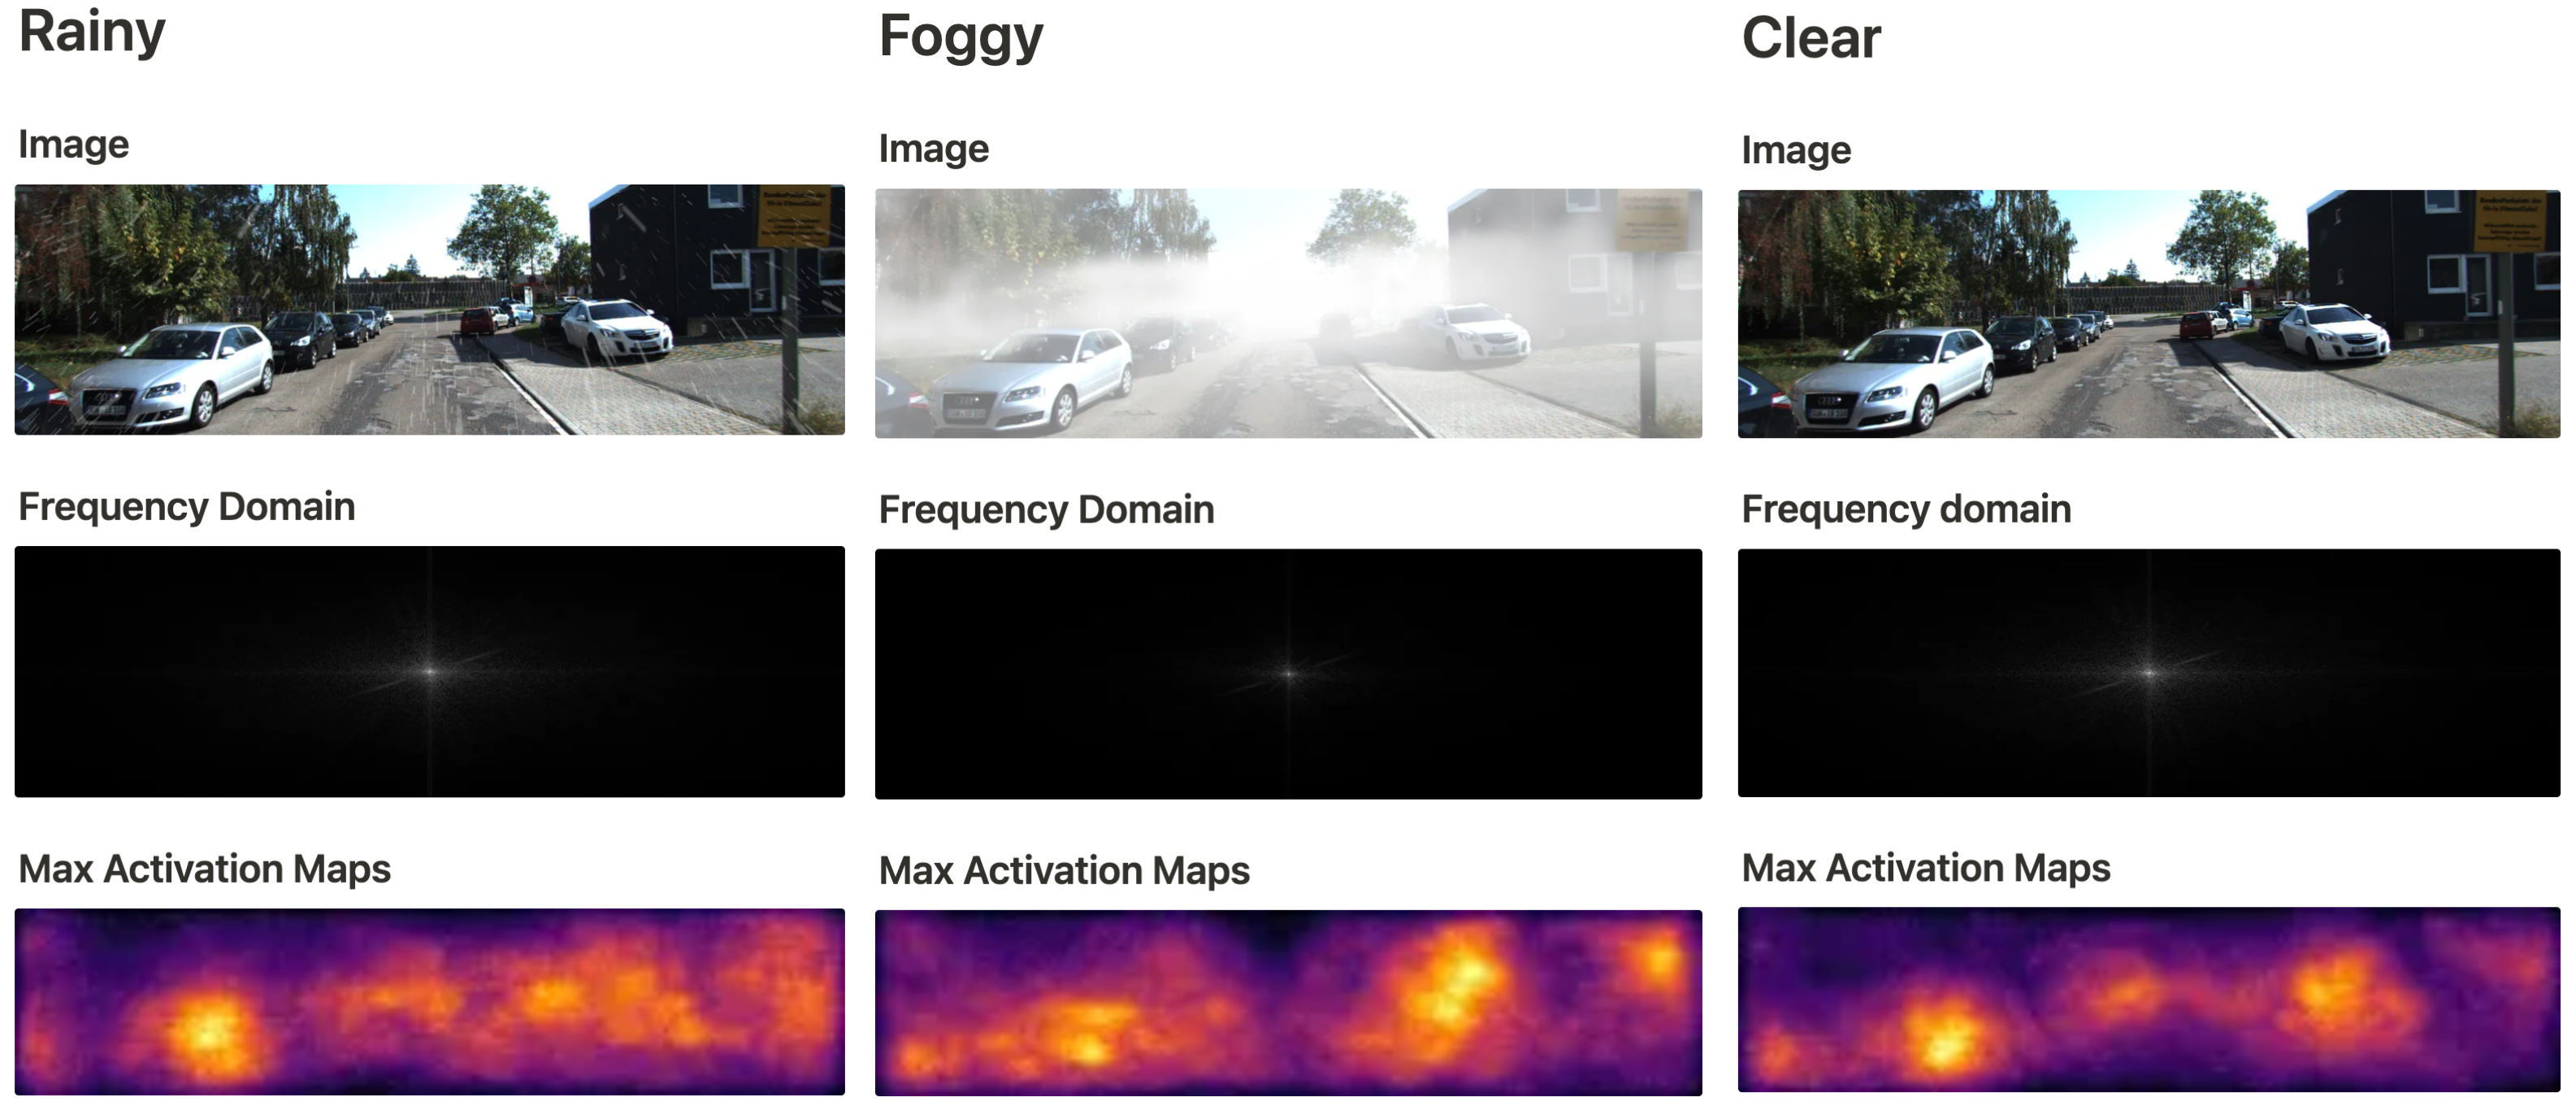 Rainy
Image
Frequency Domain
Max Activation Maps
Foggy
Image
Frequency Domain
Max Activation Maps
Clear
Image
Frequency domain
Max Activation Maps